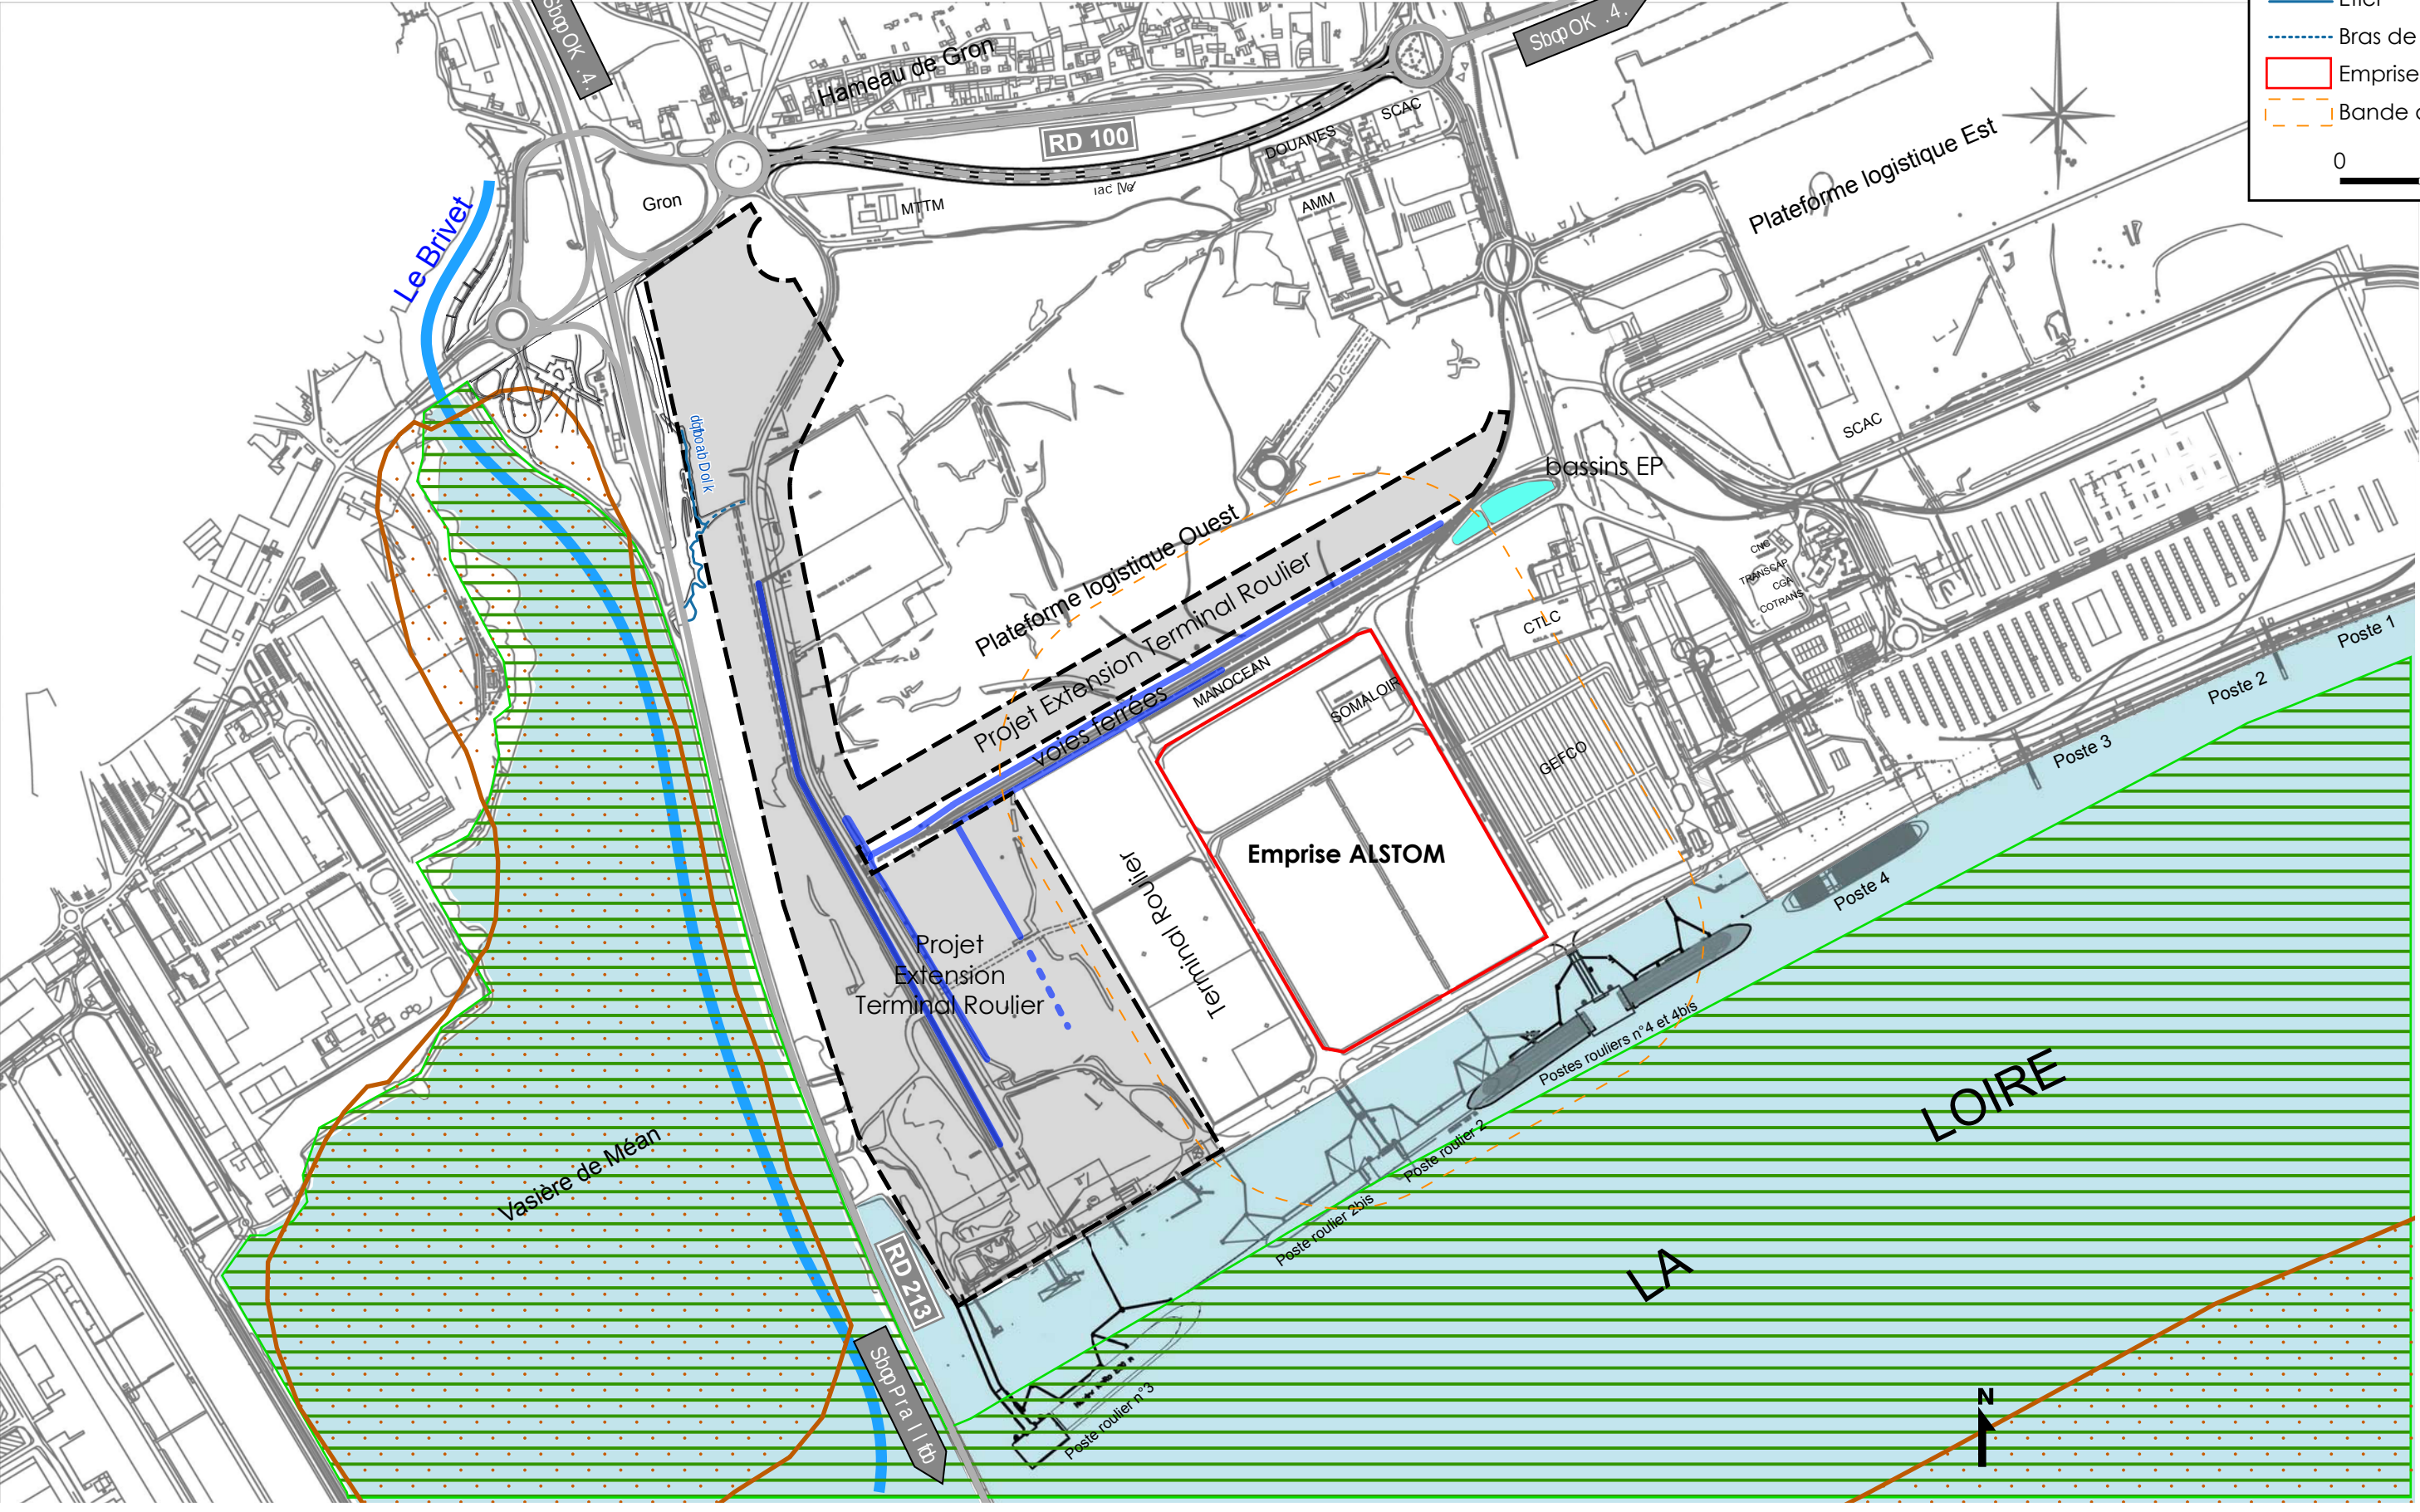 Etier
Bras de
Emprise
Bande d
0
Hameau de Gron
RD 100
SCAC
DOUANES
AMM
MTTM
Gron
Le Brivet
Plateforme logistique Est
SCAC
bassins EP
Plateforme logistique Ouest
Projet Extension Terminal Roulier
voies ferrées
MANOCEAN
SOMALOIR
CTLC
GEFCO
CNC
TRANSCAP
CGA
COTRANS
Poste 1
Poste 2
Poste 3
Poste 4
Emprise ALSTOM
Terminal Roulier
Projet
Extension
Terminal Roulier
Postes rouliers n°4 et 4bis
Poste roulier 2
Poste roulier 2bis
Poste roulier n°3
Vasière de Méan
RD 213
LA
LOIRE
N